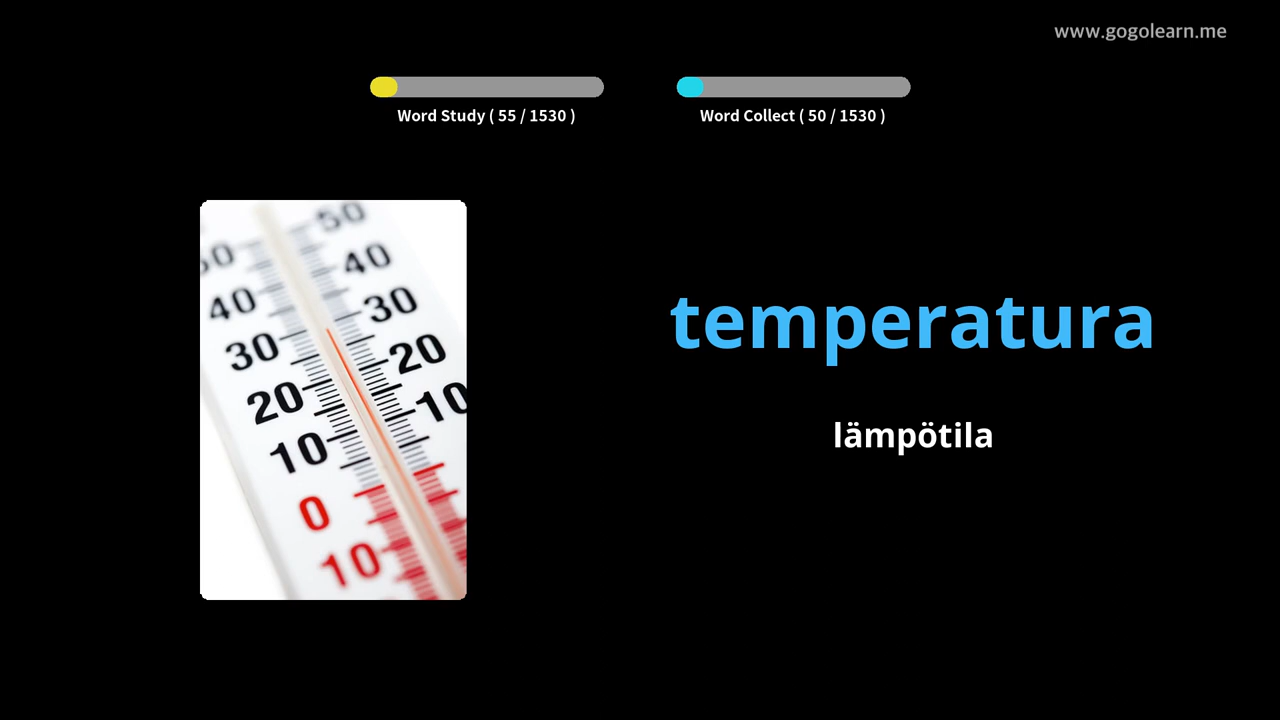 www.gogolearn.me
Word Study ( 55 / 1530 )
Word Collect ( 50 / 1530 )
50
50
40
40
30
30
20
20
10
10
0
10
temperatura
lämpötila